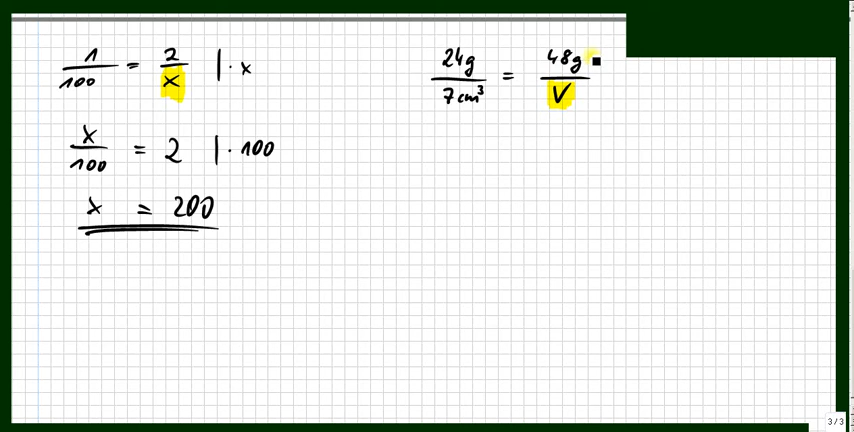 1/100 = 2/x | · x
x/100 = 2 | · 100
x = 200
24g/7cm³ = 48g/V
3/3